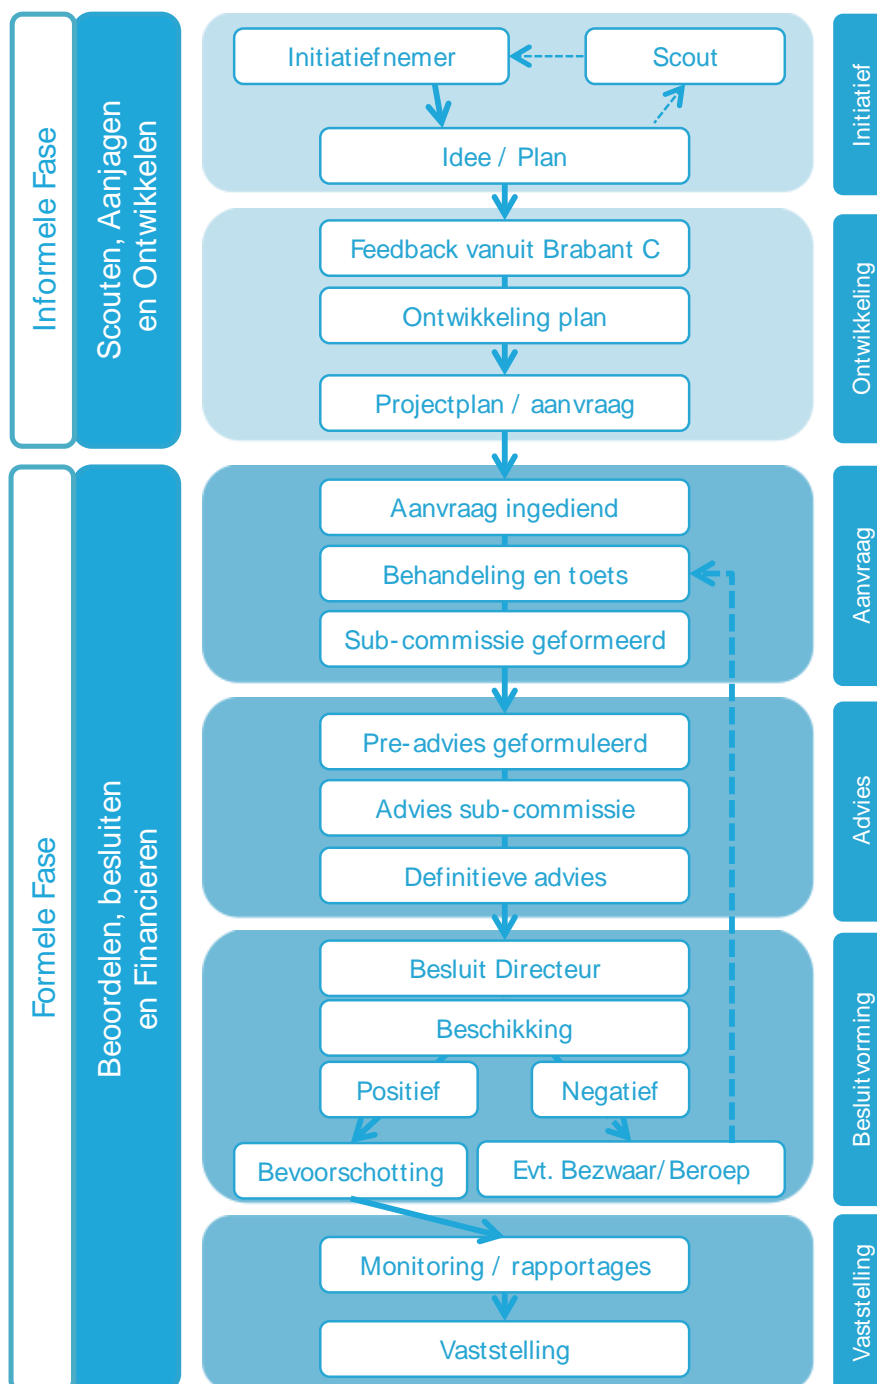 Informele Fase
Scouten, Aanjagen
en Ontwikkelen
Initiatiefnemer
Scout
Idee / Plan
Initiatief
Feedback vanuit Brabant C
Ontwikkeling plan
Projectplan / aanvraag
Ontwikkeling
Formele Fase
Beoordelen, besluiten
en Financieren
Aanvraag ingediend
Behandeling en toets
Sub-commissie geformeerd
Aanvraag
Pre-advies geformuleerd
Advies sub-commissie
Definitieve advies
Advies
Besluit Directeur
Beschikking
Positief
Negatief
Bevoorschotting
Evt. Bezwaar/Beroep
Besluitvorming
Monitoring / rapportages
Vaststelling
Vaststelling